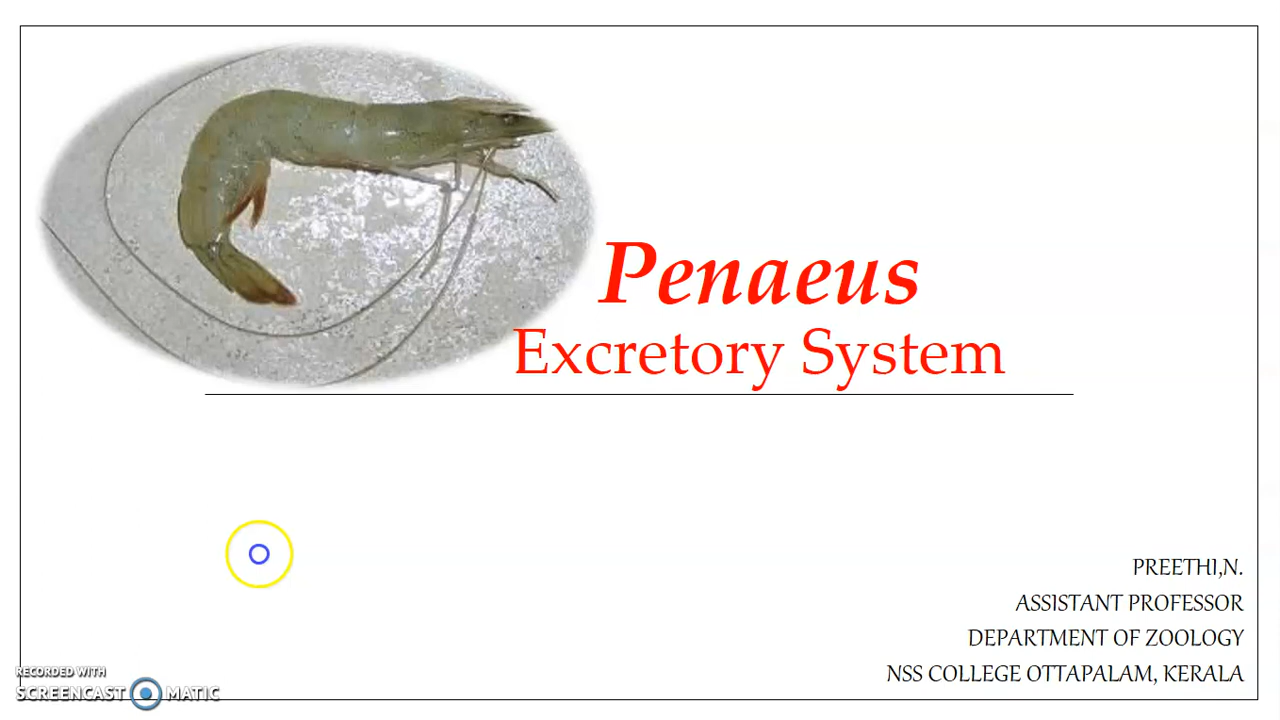 Penaeus
Excretory System
PREETHI,N.
ASSISTANT PROFESSOR
DEPARTMENT OF ZOOLOGY
NSS COLLEGE OTTAPALAM, KERALA
RECORDED WITH
SCREENCAST MATIC